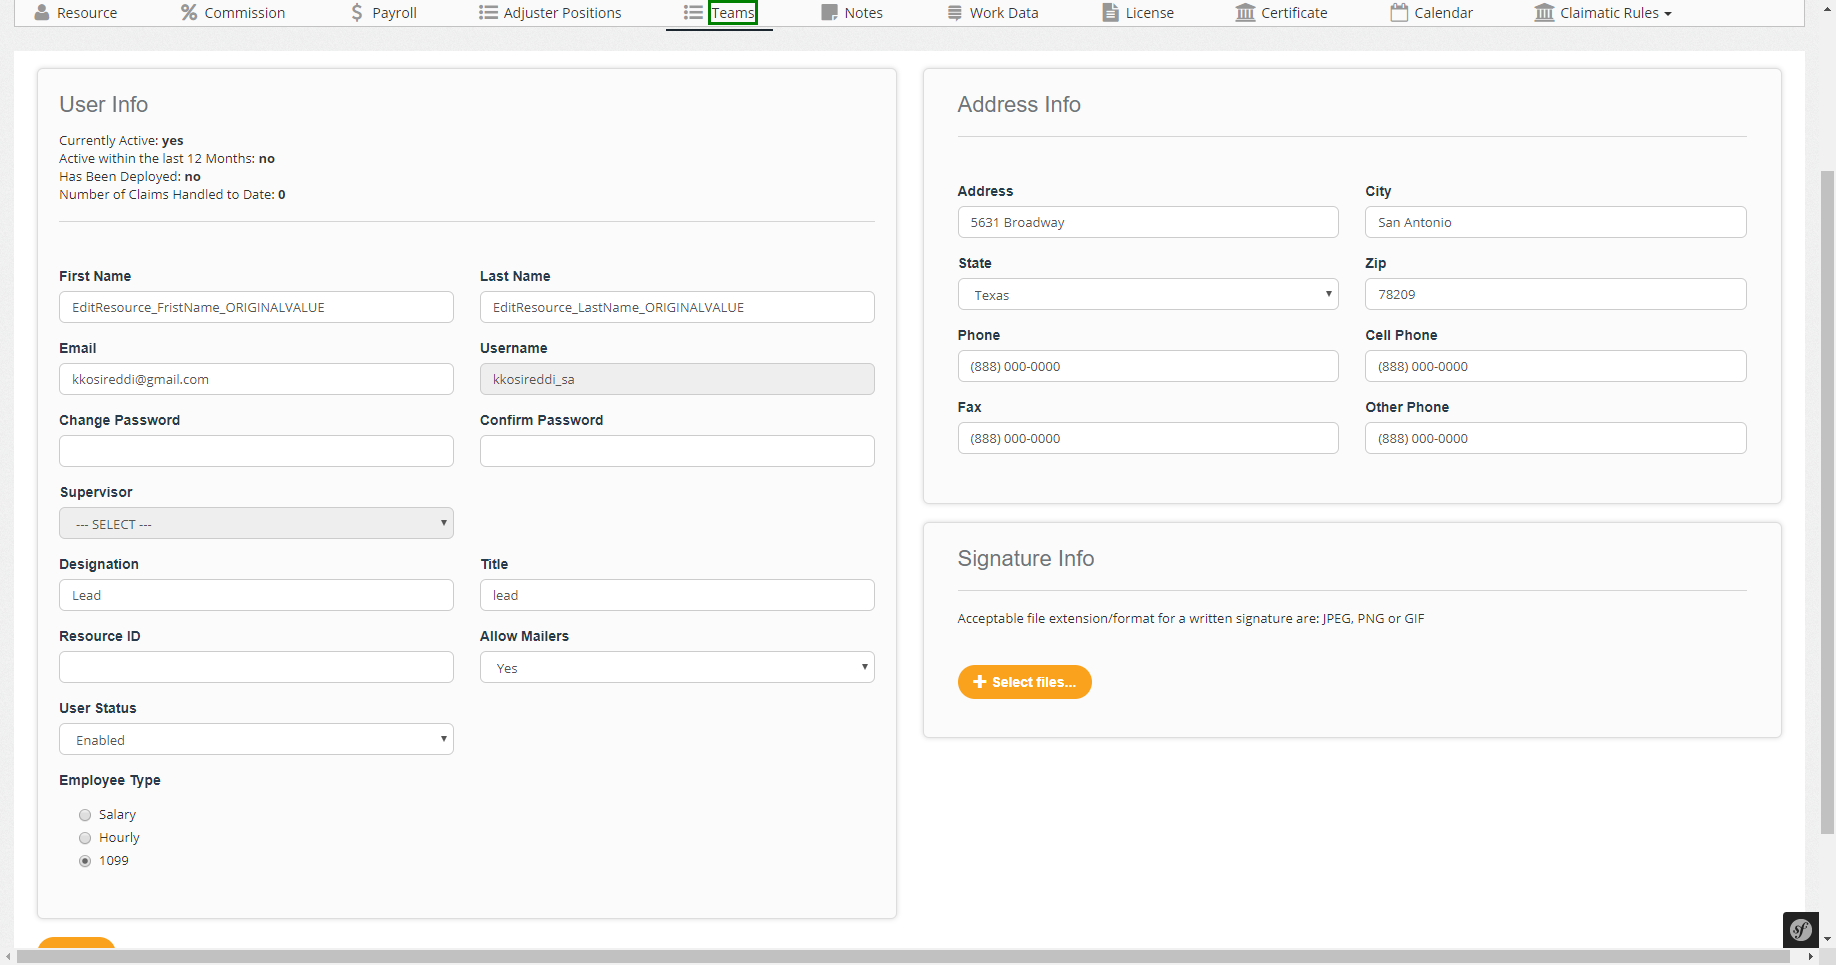 Resource
Commission
Payroll
Adjuster Positions
Teams
Notes
Work Data
License
Certificate
Calendar
Claimatic Rules
User Info
Currently Active: yes
Active within the last 12 Months: no
Has Been Deployed: no
Number of Claims Handled to Date: 0
First Name
Last Name
EditResource_FristName_ORIGINALVALUE
EditResource_LastName_ORIGINALVALUE
Email
Username
kkosireddi@gmail.com
kkosireddi_sa
Change Password
Confirm Password
Supervisor
--- SELECT ---
Designation
Title
Lead
lead
Resource ID
Allow Mailers
Yes
User Status
Enabled
Employee Type
Salary
Hourly
1099
Address Info
Address
City
5631 Broadway
San Antonio
State
Zip
Texas
78209
Phone
Cell Phone
(888) 000-0000
(888) 000-0000
Fax
Other Phone
(888) 000-0000
(888) 000-0000
Signature Info
Acceptable file extension/format for a written signature are: JPEG, PNG or GIF
Select files...
sf